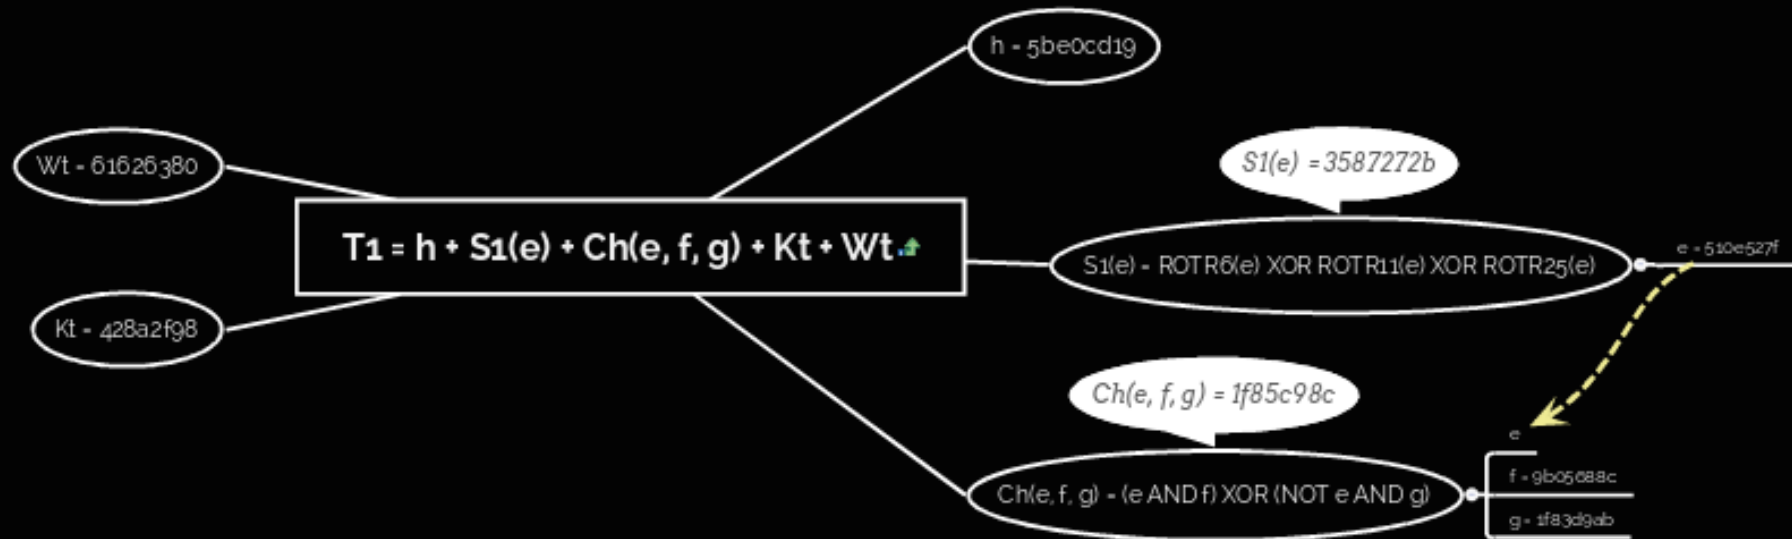 h = 5be0cd19
Wt = 61626380
S1(e) =3587272b
T1 = h + S1(e) + Ch(e, f, g) + Kt + Wt
S1(e) = ROTR6(e) XOR ROTR11(e) XOR ROTR25(e)
e = 510e527f
Kt = 428a2f98
Ch(e, f, g) = 1f85c98c
Ch(e, f, g) = (e AND f) XOR (NOT e AND g)
e
f = 9b05688c
g = 1f83d9ab